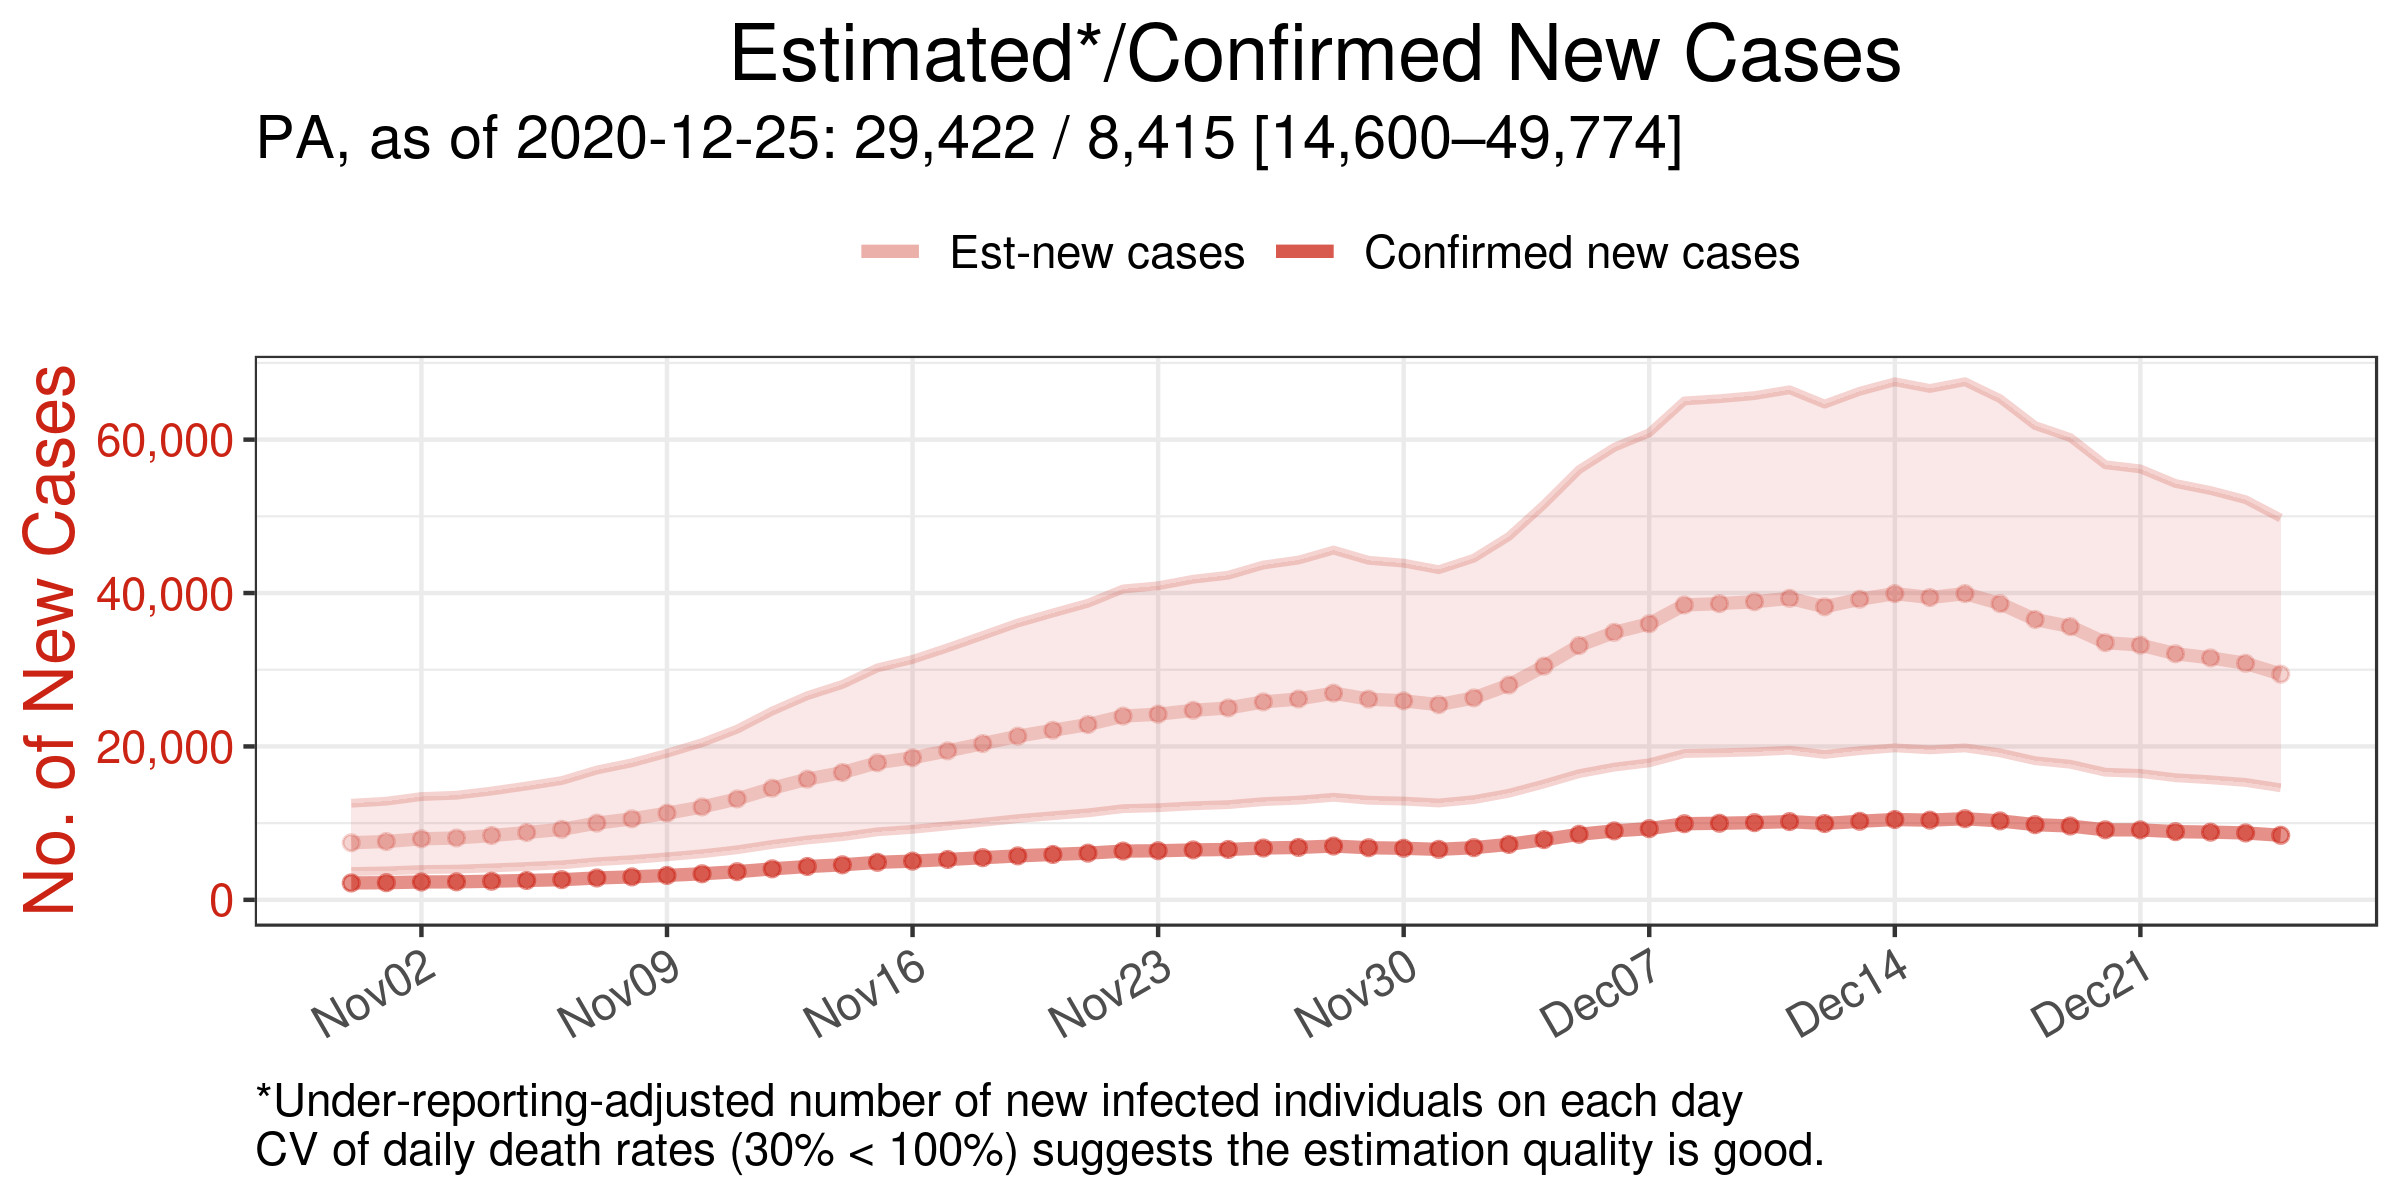 Estimated*/Confirmed New Cases
PA, as of 2020-12-25: 29,422 / 8,415 [14,600–49,774]
Est-new cases
Confirmed new cases
No. of New Cases
60,000
40,000
20,000
0
Nov02
Nov09
Nov16
Nov23
Nov30
Dec07
Dec14
Dec21
*Under-reporting-adjusted number of new infected individuals on each day
CV of daily death rates (30% < 100%) suggests the estimation quality is good.